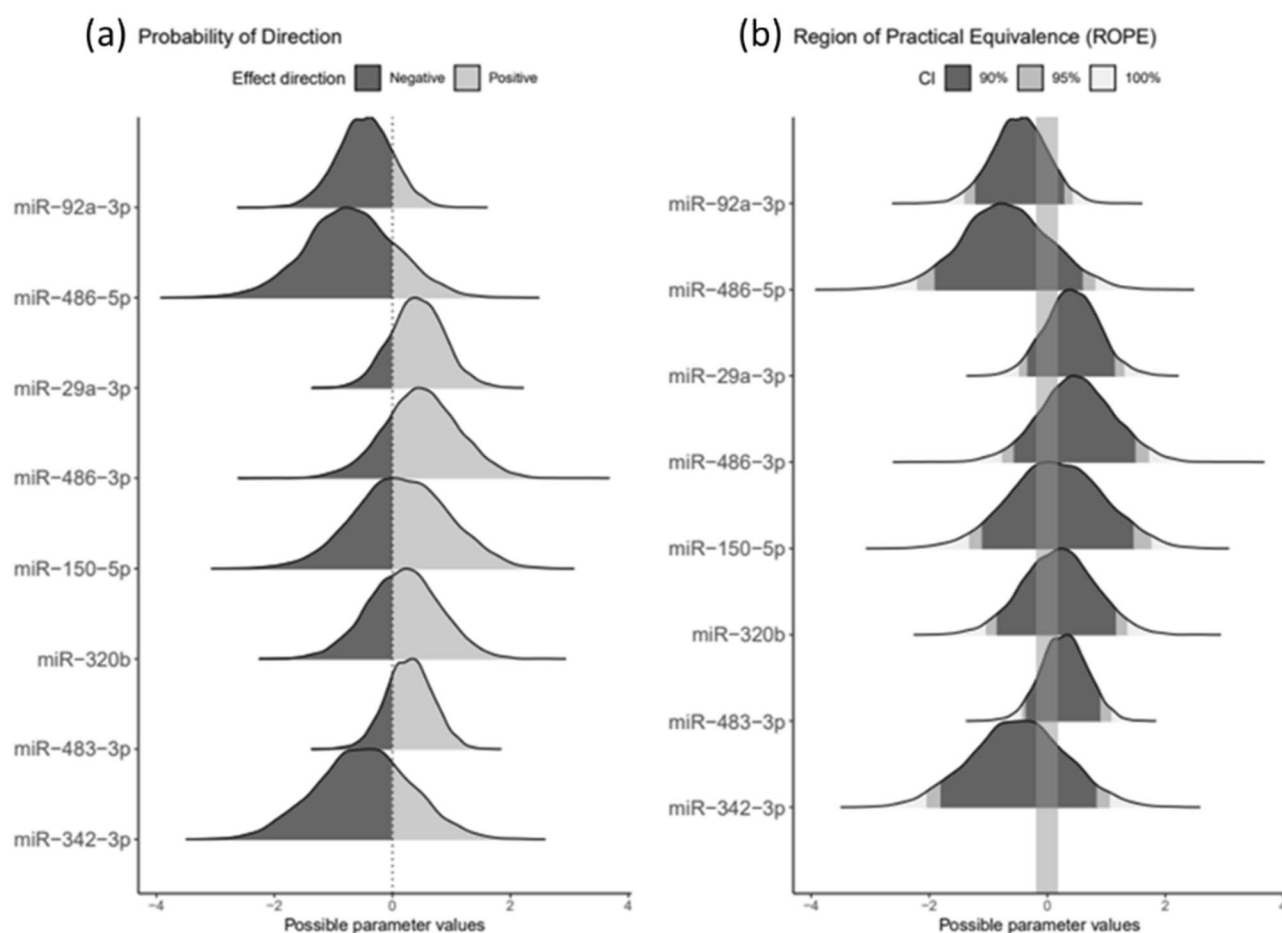 (a) Probability of Direction
Effect direction Negative Positive
miR−92a−3p
miR−486−5p
miR−29a−3p
miR−486−3p
miR−150−5p
miR−320b
miR−483−3p
miR−342−3p
−4 −2 0 2 4
Possible parameter values
(b) Region of Practical Equivalence (ROPE)
CI 90% 95% 100%
miR−92a−3p
miR−486−5p
miR−29a−3p
miR−486−3p
miR−150−5p
miR−320b
miR−483−3p
miR−342−3p
−4 −2 0 2 4
Possible parameter values